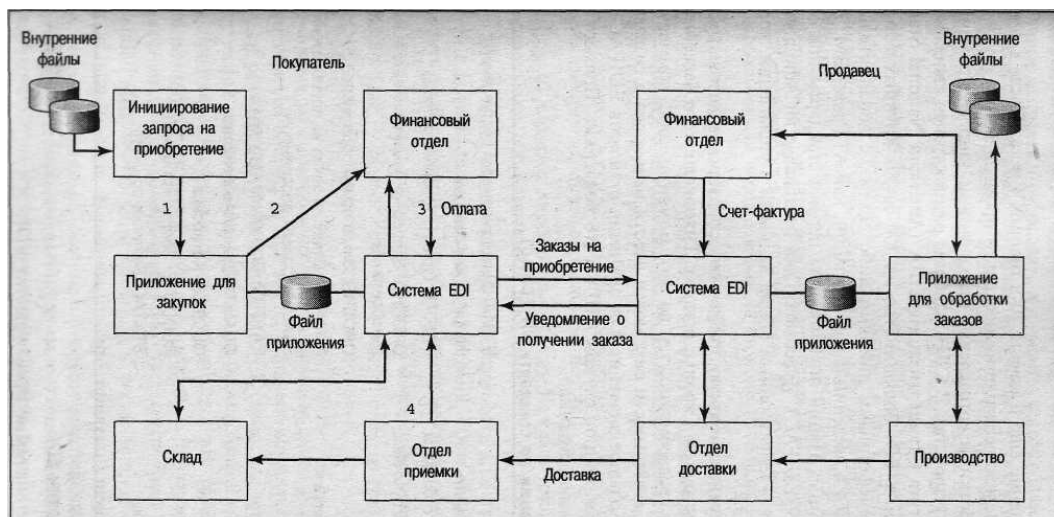 Внутренние
файлы
Покупатель
Продавец
Внутренние
файлы
Инициирование
запроса на
приобретение
Финансовый
отдел
Финансовый
отдел
1
2
3
Оплата
Счет-фактура
Приложение для
закупок
Файл
приложения
Система EDI
Заказы на
приобретение
Уведомление о
получении заказа
Система EDI
Файл
приложения
Приложение
для обработки
заказов
4
Склад
Отдел
приемки
Доставка
Отдел
доставки
Производство